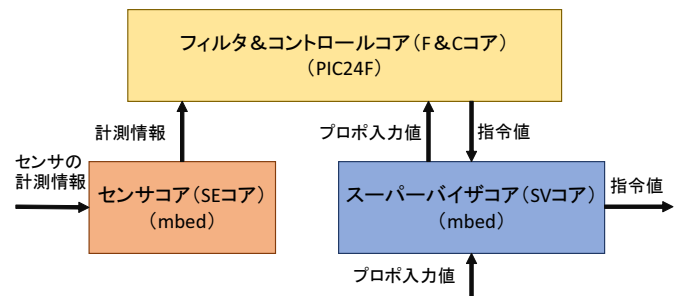 フィルタ＆コントロールコア(F＆Cコア)
(PIC24F)
計測情報
プロポ入力値
指令値
センサの
計測情報
センサコア(SEコア)
(mbed)
スーパーバイザコア(SVコア)
(mbed)
指令値
プロポ入力値